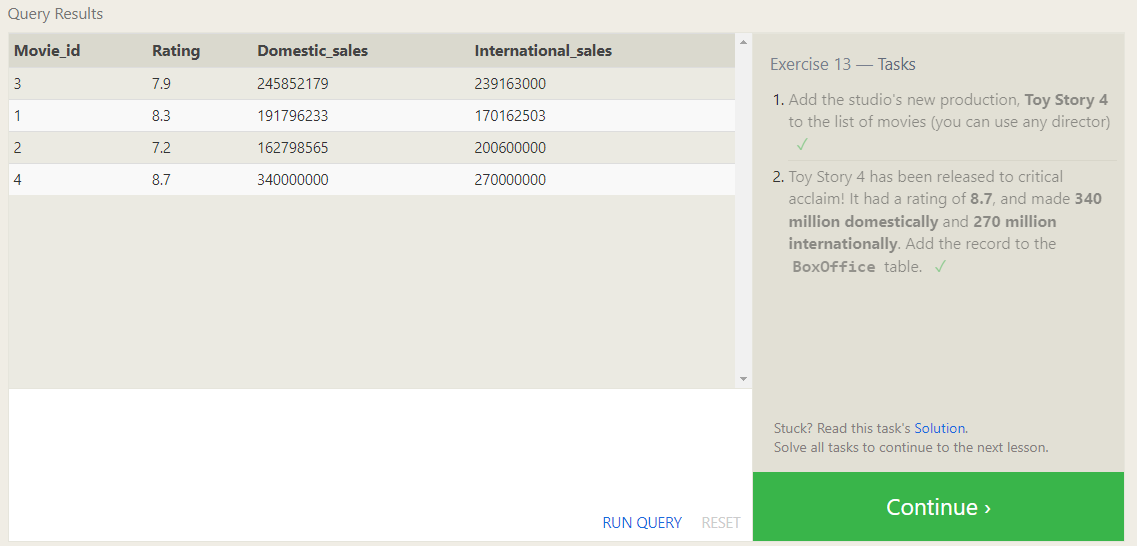 Query Results
Movie_id Rating Domestic_sales International_sales
3 7.9 245852179 239163000
1 8.3 191796233 170162503
2 7.2 162798565 200600000
4 8.7 340000000 270000000
RUN QUERY RESET
Exercise 13 — Tasks
1. Add the studio's new production, Toy Story 4
to the list of movies (you can use any director)
✓
2. Toy Story 4 has been released to critical
acclaim! It had a rating of 8.7, and made 340
million domestically and 270 million
internationally. Add the record to the
BoxOffice table. ✓
Stuck? Read this task's Solution.
Solve all tasks to continue to the next lesson.
Continue ›